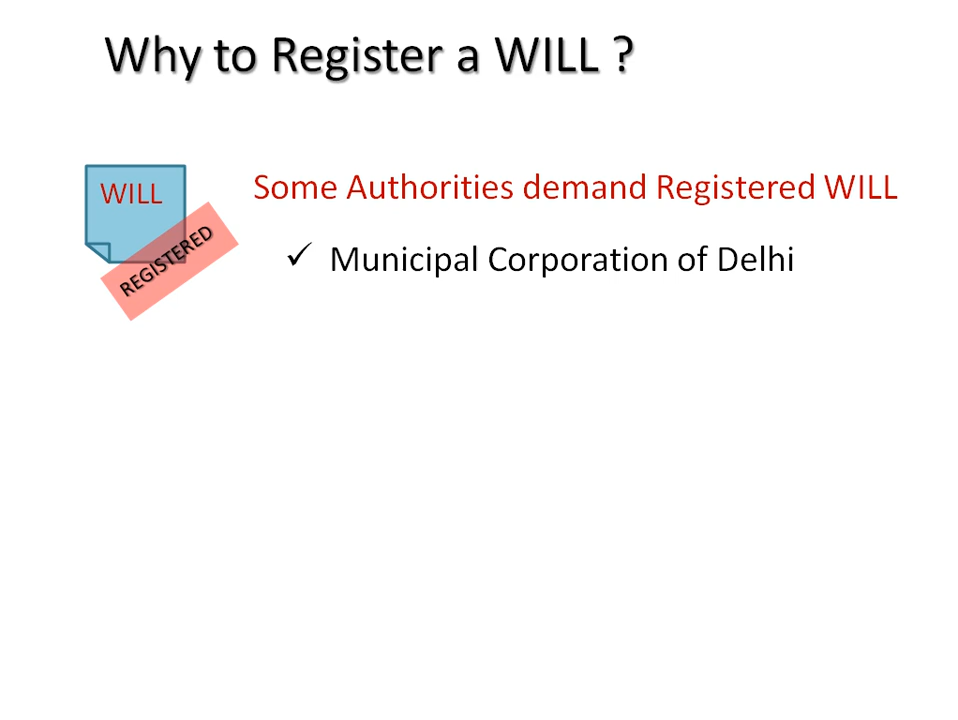 Why to Register a WILL ?
WILL
REGISTERED
Some Authorities demand Registered WILL
✓ Municipal Corporation of Delhi